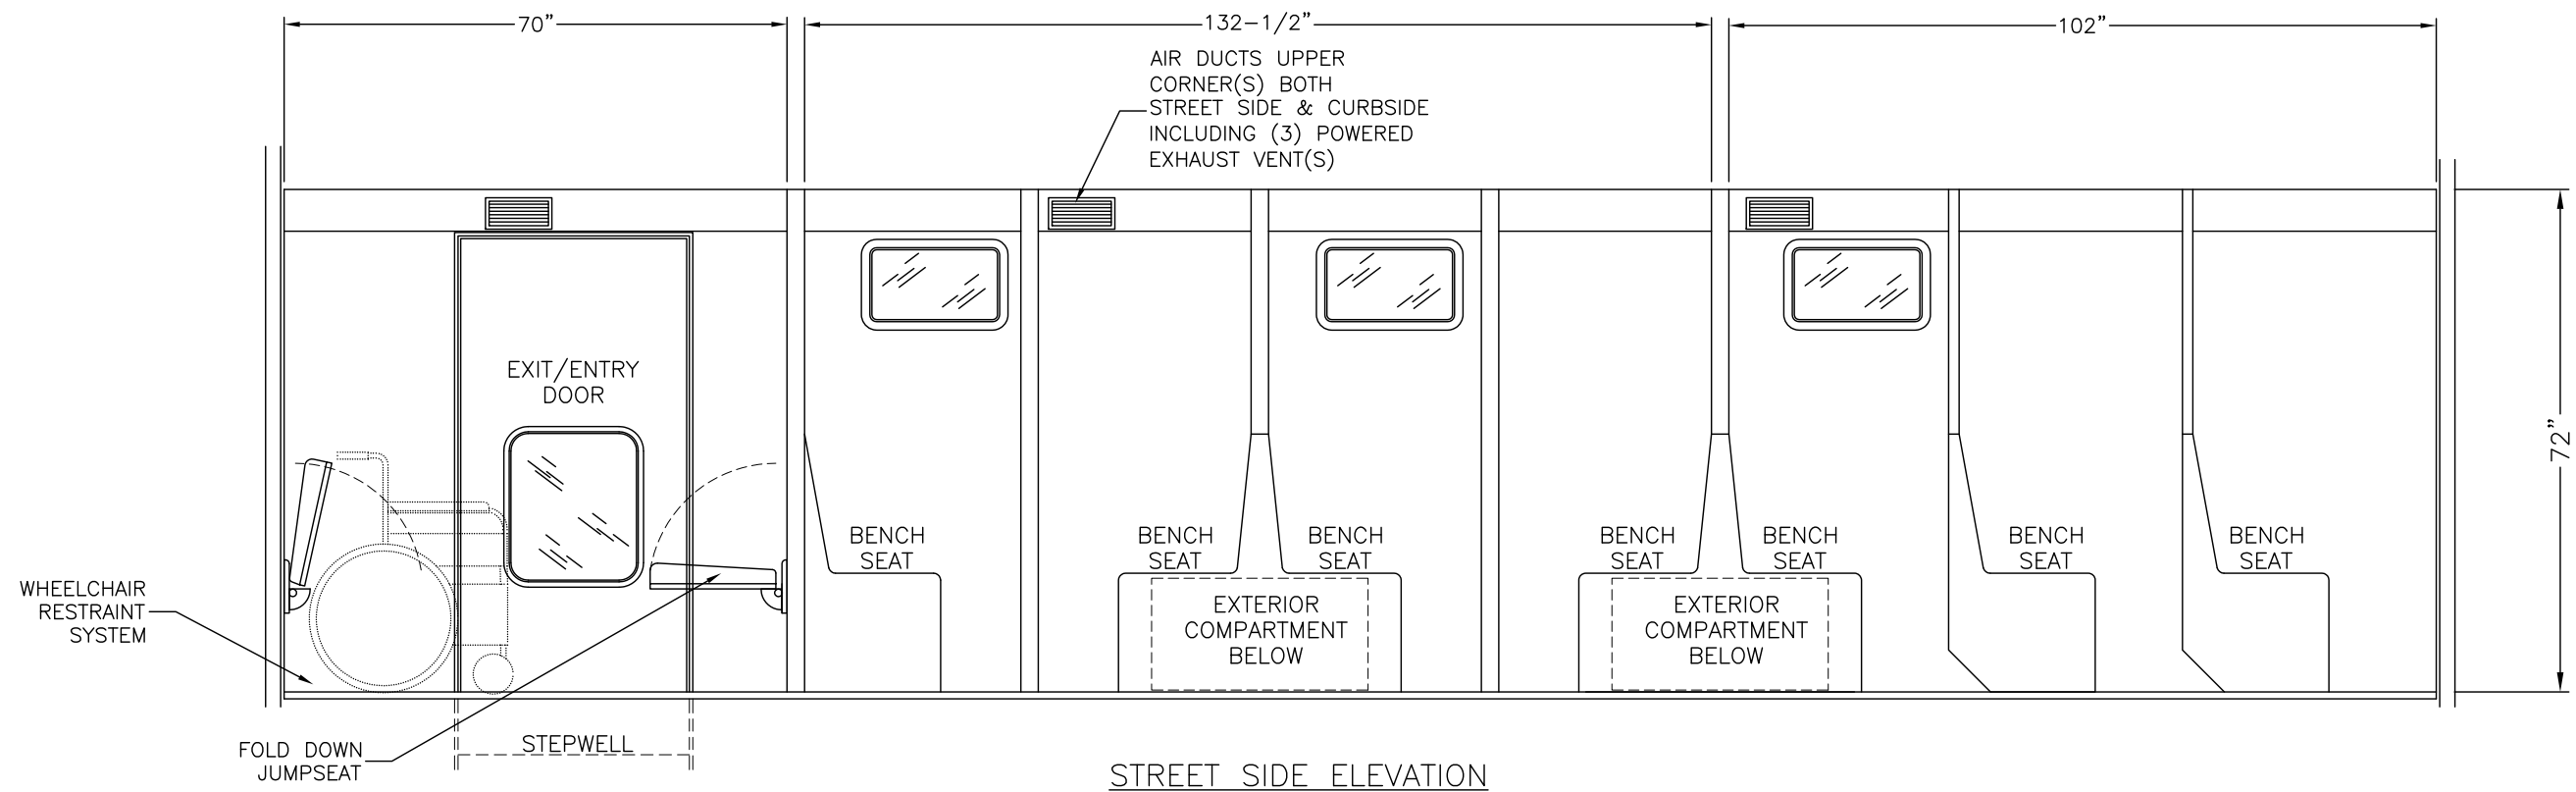 70"
132-1/2"
102"
AIR DUCTS UPPER
CORNER(S) BOTH
STREET SIDE & CURBSIDE
INCLUDING (3) POWERED
EXHAUST VENT(S)
72"
EXIT/ENTRY
DOOR
BENCH
SEAT
BENCH
SEAT
BENCH
SEAT
BENCH
SEAT
BENCH
SEAT
BENCH
SEAT
BENCH
SEAT
WHEELCHAIR
RESTRAINT
SYSTEM
EXTERIOR
COMPARTMENT
BELOW
EXTERIOR
COMPARTMENT
BELOW
FOLD DOWN
JUMPSEAT
STEPWELL
STREET SIDE ELEVATION